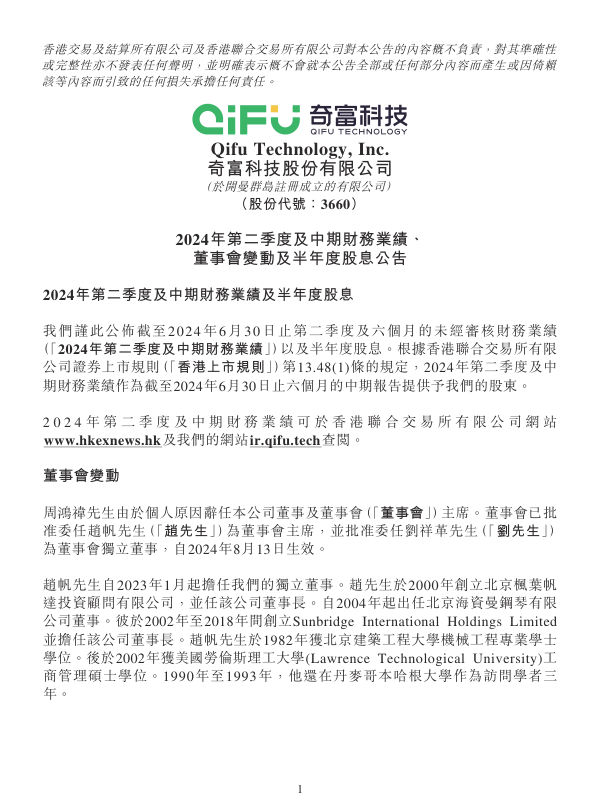 香港交易及結算所有限公司及香港聯合交易所有限公司對本公告的內容概不負責，對其準確性
或完整性亦不發表任何聲明，並明確表示概不會就本公告全部或任何部分內容而產生或因倚賴
該等內容而引致的任何損失承擔任何責任。
QiFU 奇富科技
QIFU TECHNOLOGY
Qifu Technology, Inc.
奇富科技股份有限公司
(於開曼群島註冊成立的有限公司)
（股份代號：3660）
2024年第二季度及中期財務業績、
董事會變動及半年度股息公告
2024年第二季度及中期財務業績及半年度股息
我們謹此公佈截至2024年6月30日止第二季度及六個月的未經審核財務業績
(「2024年第二季度及中期財務業績」) 以及半年度股息。根據香港聯合交易所有限
公司證券上市規則 (「香港上市規則」) 第13.48(1)條的規定，2024年第二季度及中
期財務業績作為截至2024年6月30日止六個月的中期報告提供予我們的股東。
2024年第二季度及中期財務業績可於香港聯合交易所有限公司網站
www.hkexnews.hk及我們的網站ir.qifu.tech查閱。
董事會變動
周鴻禕先生由於個人原因辭任本公司董事及董事會 (「董事會」) 主席。董事會已批
准委任趙帆先生 (「趙先生」) 為董事會主席，並批准委任劉祥革先生 (「劉先生」)
為董事會獨立董事，自2024年8月13日生效。
趙帆先生自2023年1月起擔任我們的獨立董事。趙先生於2000年創立北京楓葉帆
達投資顧問有限公司，並任該公司董事長。自2004年起出任北京海資曼鋼琴有限
公司董事。彼於2002年至2018年間創立Sunbridge International Holdings Limited
並擔任該公司董事長。趙帆先生於1982年獲北京建築工程大學機械工程專業學士
學位。後於2002年獲美國勞倫斯理工大學(Lawrence Technological University)工
商管理碩士學位。1990年至1993年，他還在丹麥哥本哈根大學作為訪問學者三
年。
1